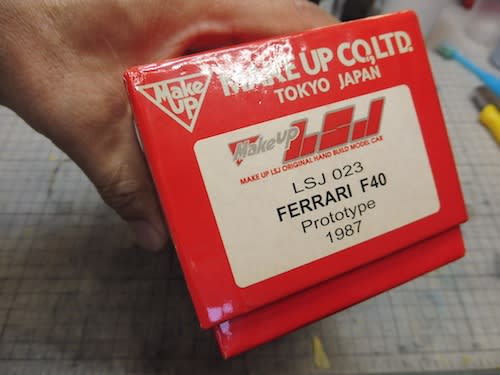 Make Up
MAKE UP CO.,LTD.
TOKYO JAPAN
Make Up LSJ
MAKE UP LSJ ORIGINAL HAND BUILD MODEL CAR
LSJ 023
FERRARI F40
Prototype
1987